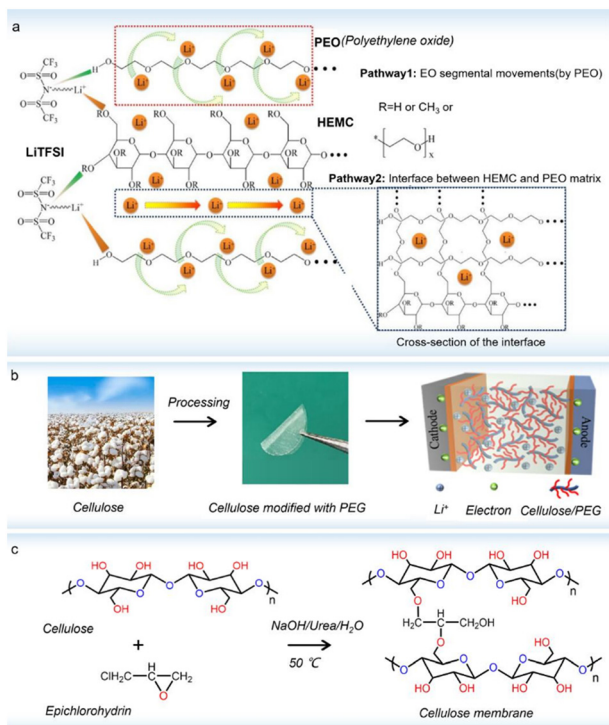 a
PEO(Polyethylene oxide)
Pathway1: EO segmental movements(by PEO)
R=H or CH3 or
HEMC
LiTFSI
Pathway2: Interface between HEMC and PEO matrix
Cross-section of the interface
b
Processing
Cellulose
Cellulose modified with PEG
Cathode
Anode
Li+
Electron
Cellulose/PEG
c
Cellulose
+
Epichlorohydrin
NaOH/Urea/H2O
50 ℃
Cellulose membrane